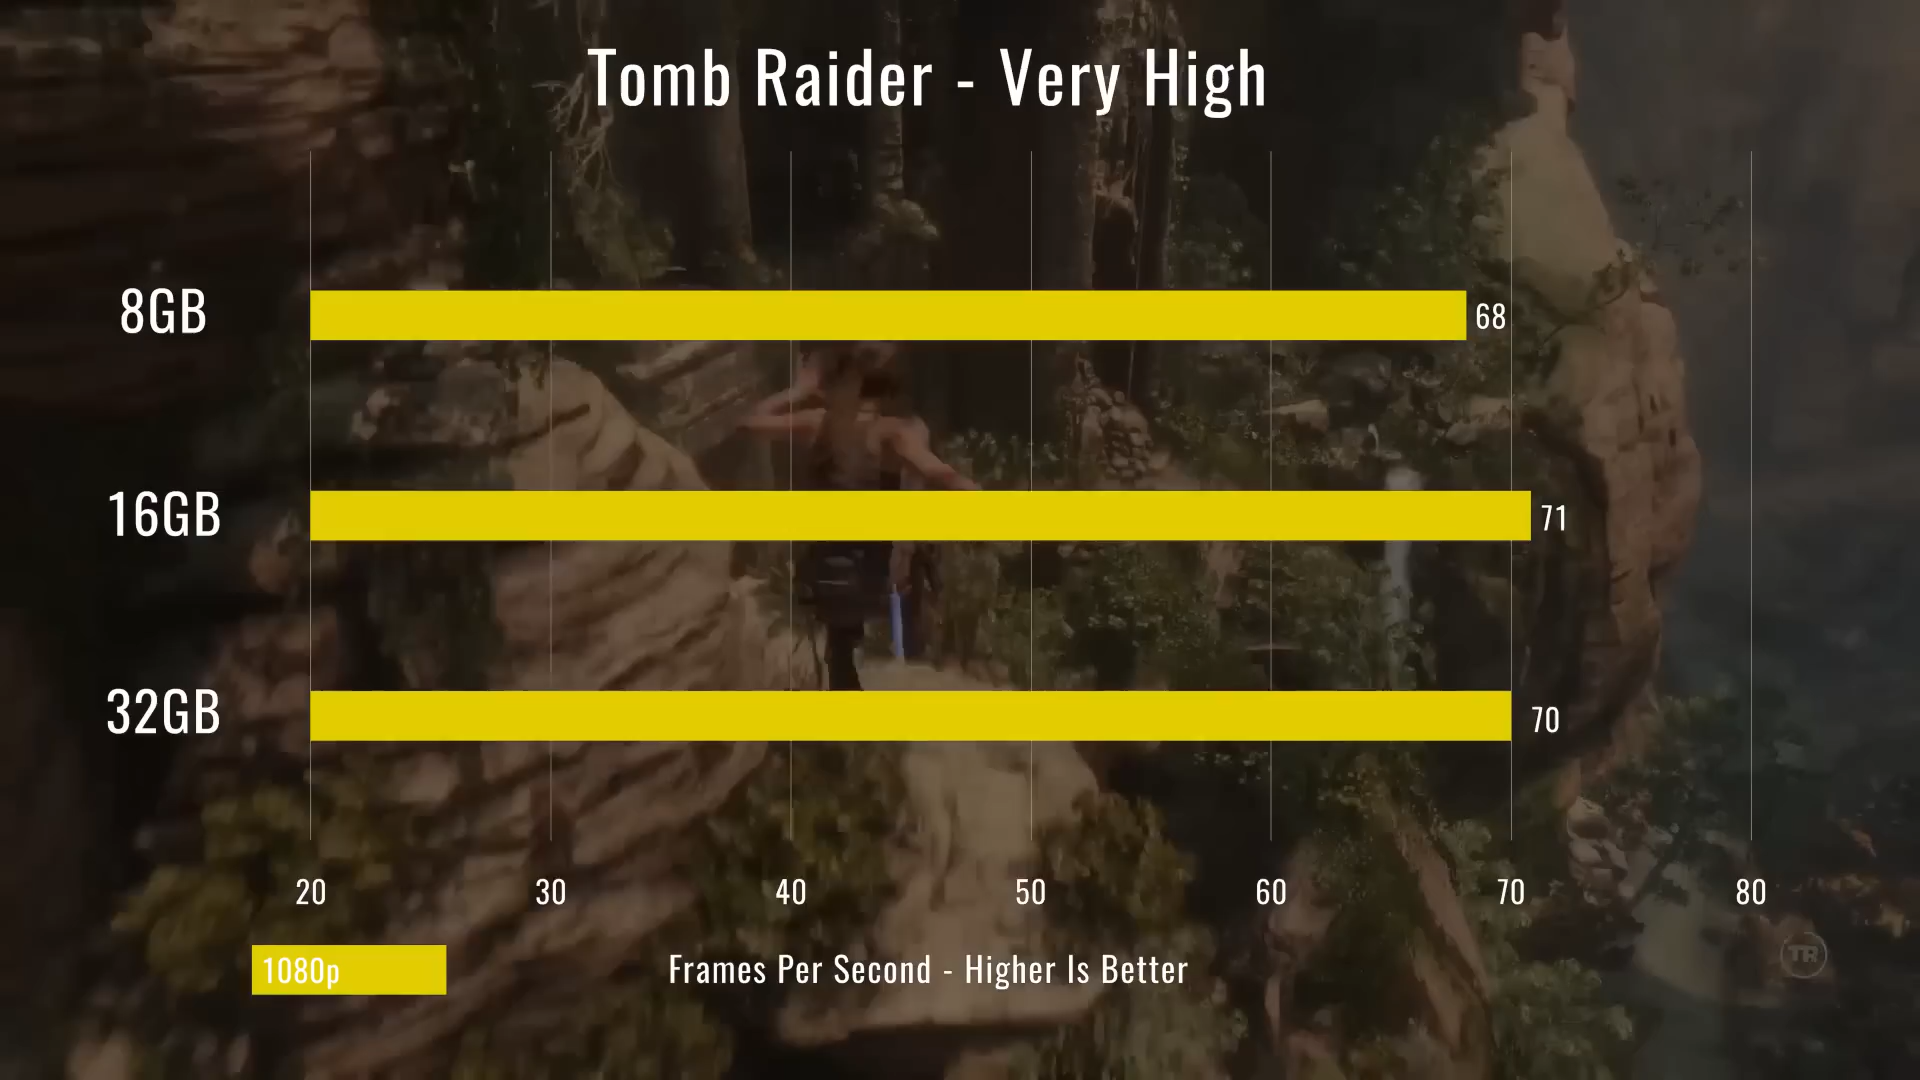 Tomb Raider - Very High
8GB
68
16GB
71
32GB
70
20 30 40 50 60 70 80
1080p
Frames Per Second - Higher Is Better
TR